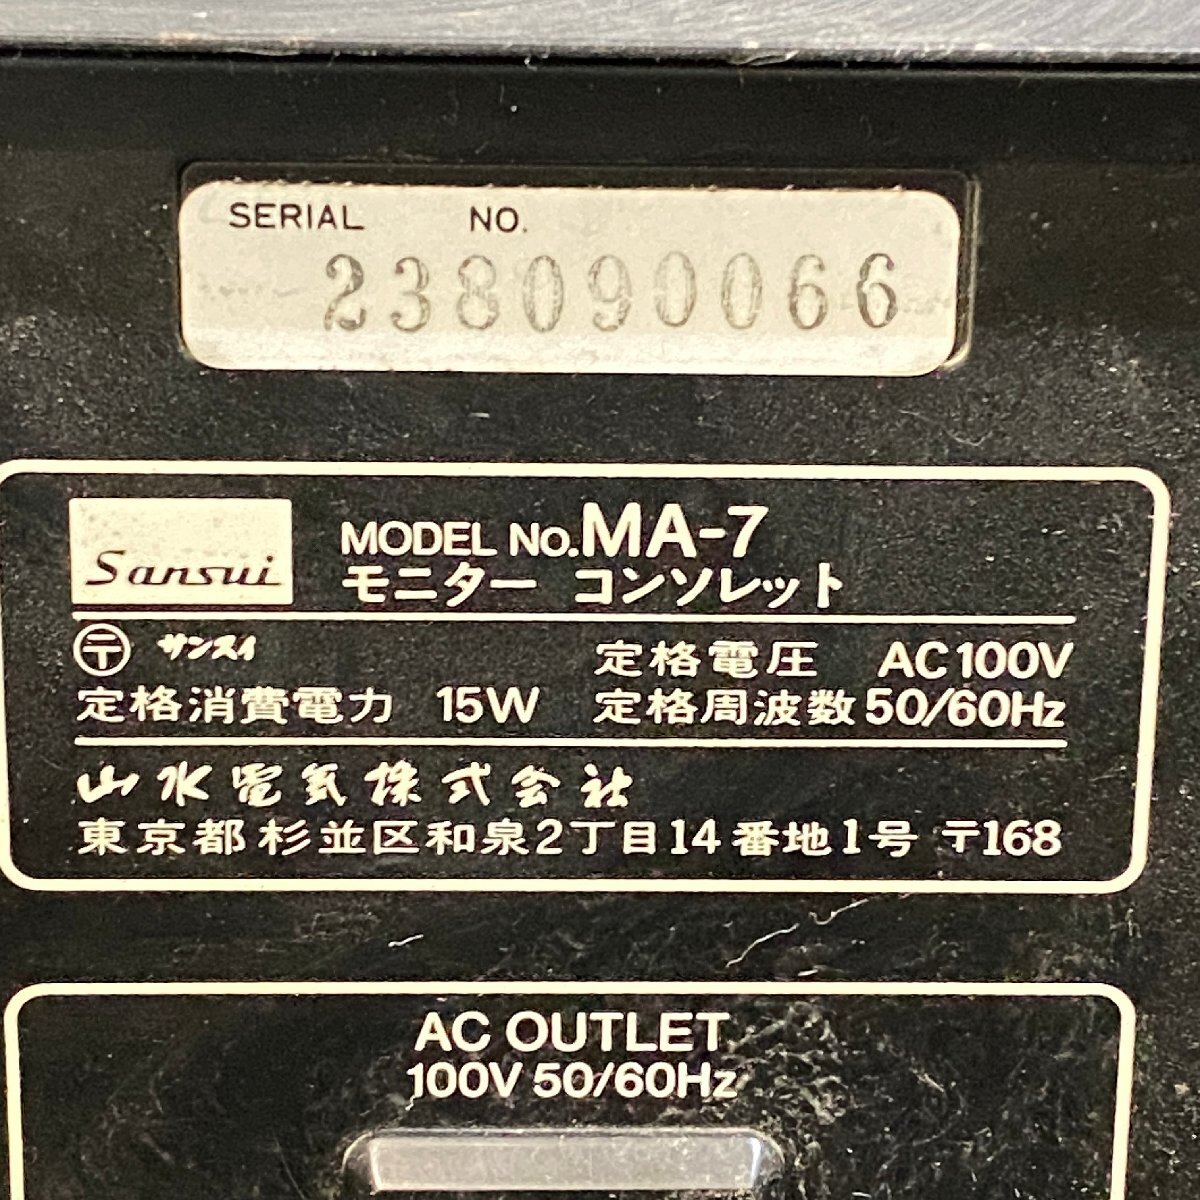 SERIAL NO.
238090066
Sansui
MODEL No.MA-7
モニター コンソレット
〒 サンスイ 定格電圧 AC100V
定格消費電力 15W 定格周波数 50/60Hz
山水電気株式会社
東京都杉並区和泉2丁目14番地1号 〒168
AC OUTLET
100V 50/60Hz